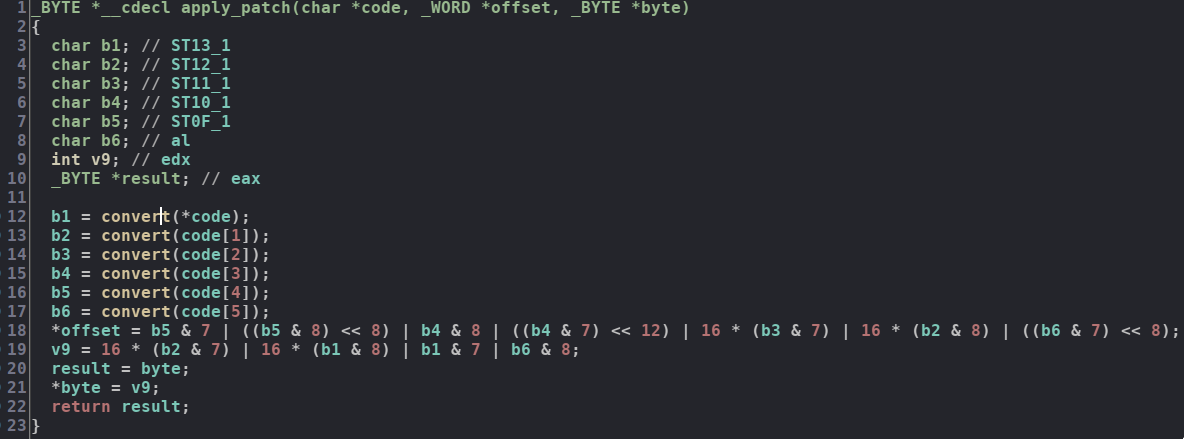 1 _BYTE *__cdecl apply_patch(char *code, _WORD *offset, _BYTE *byte)
2 {
3 char b1; // ST13_1
4 char b2; // ST12_1
5 char b3; // ST11_1
6 char b4; // ST10_1
7 char b5; // ST0F_1
8 char b6; // al
9 int v9; // edx
10 _BYTE *result; // eax
11
12 b1 = convert(*code);
13 b2 = convert(code[1]);
14 b3 = convert(code[2]);
15 b4 = convert(code[3]);
16 b5 = convert(code[4]);
17 b6 = convert(code[5]);
18 *offset = b5 & 7 | ((b5 & 8) << 8) | b4 & 8 | ((b4 & 7) << 12) | 16 * (b3 & 7) | 16 * (b2 & 8) | ((b6 & 7) << 8);
19 v9 = 16 * (b2 & 7) | 16 * (b1 & 8) | b1 & 7 | b6 & 8;
20 result = byte;
21 *byte = v9;
22 return result;
23 }